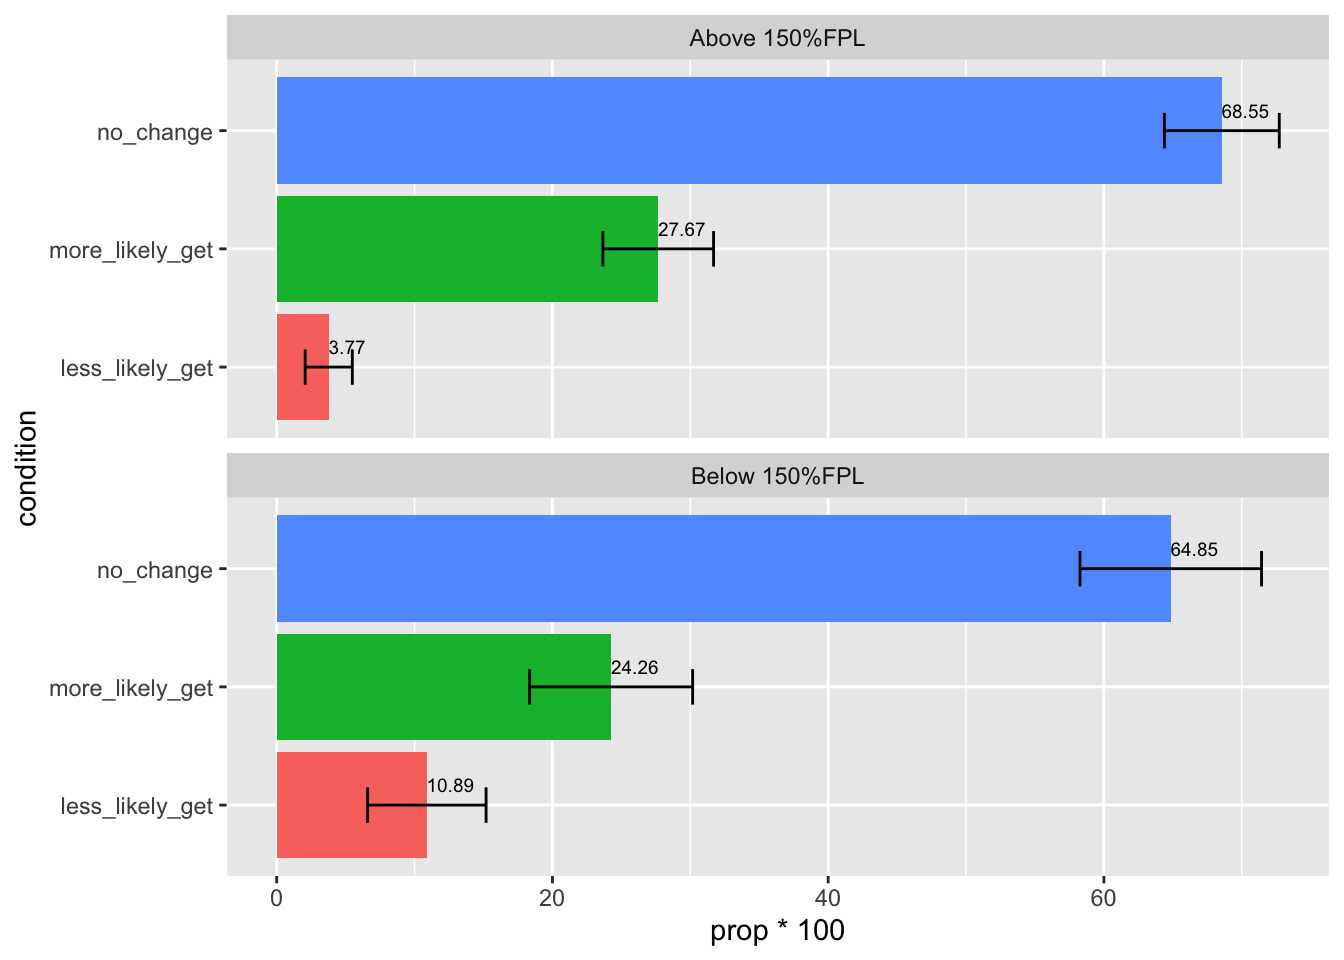 Above 150%FPL
no_change
68.55
more_likely_get
27.67
less_likely_get
3.77
condition
Below 150%FPL
no_change
64.85
more_likely_get
24.26
less_likely_get
10.89
0 20 40 60
prop * 100